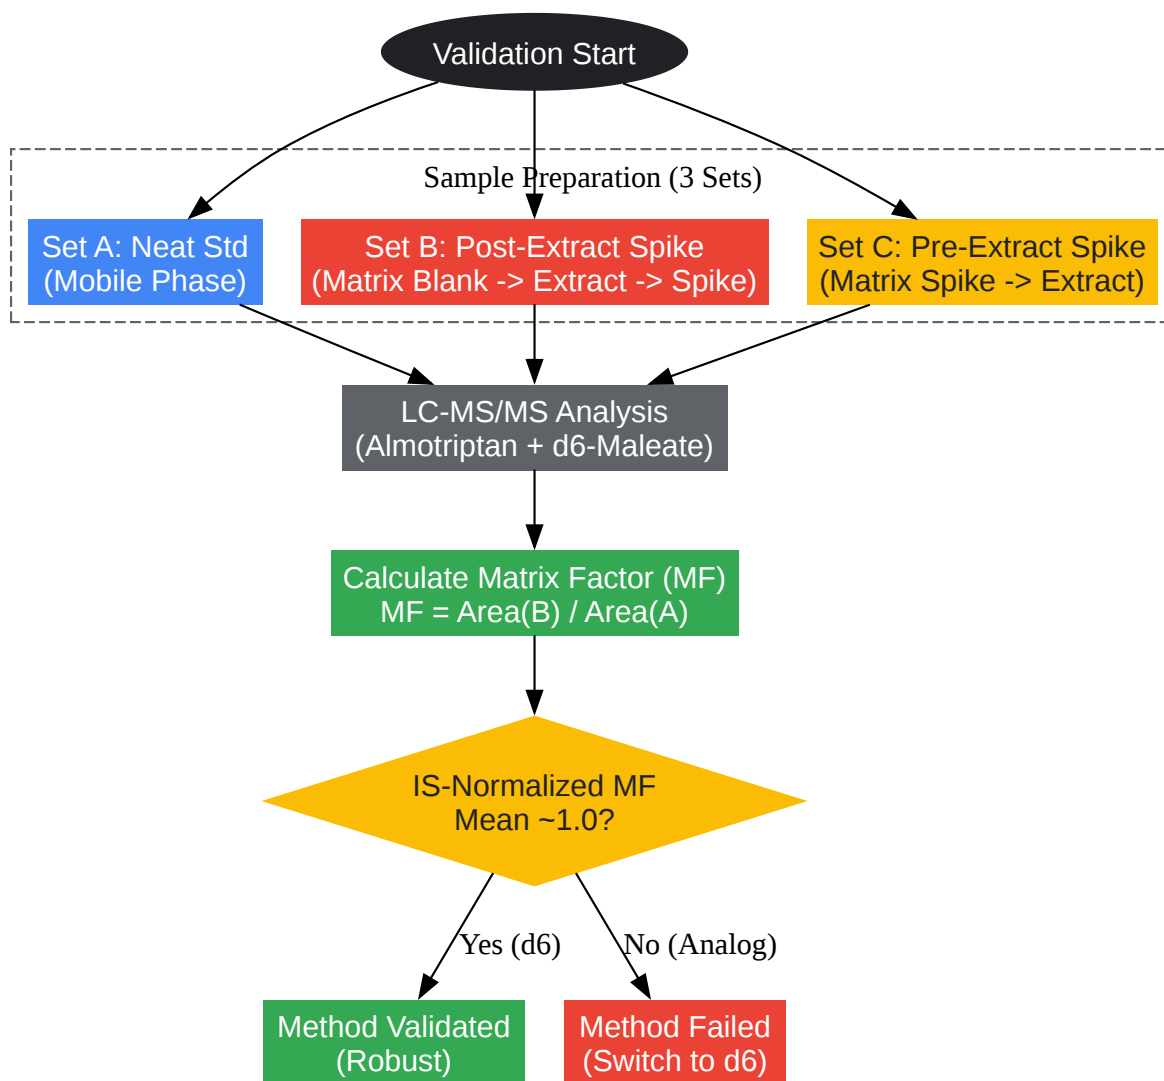 Validation Start
Sample Preparation (3 Sets)
Set A: Neat Std
(Mobile Phase)
Set B: Post-Extract Spike
(Matrix Blank -> Extract -> Spike)
Set C: Pre-Extract Spike
(Matrix Spike -> Extract)
LC-MS/MS Analysis
(Almotriptan + d6-Maleate)
Calculate Matrix Factor (MF)
MF = Area(B) / Area(A)
IS-Normalized MF
Mean ~1.0?
Yes (d6)
No (Analog)
Method Validated
(Robust)
Method Failed
(Switch to d6)